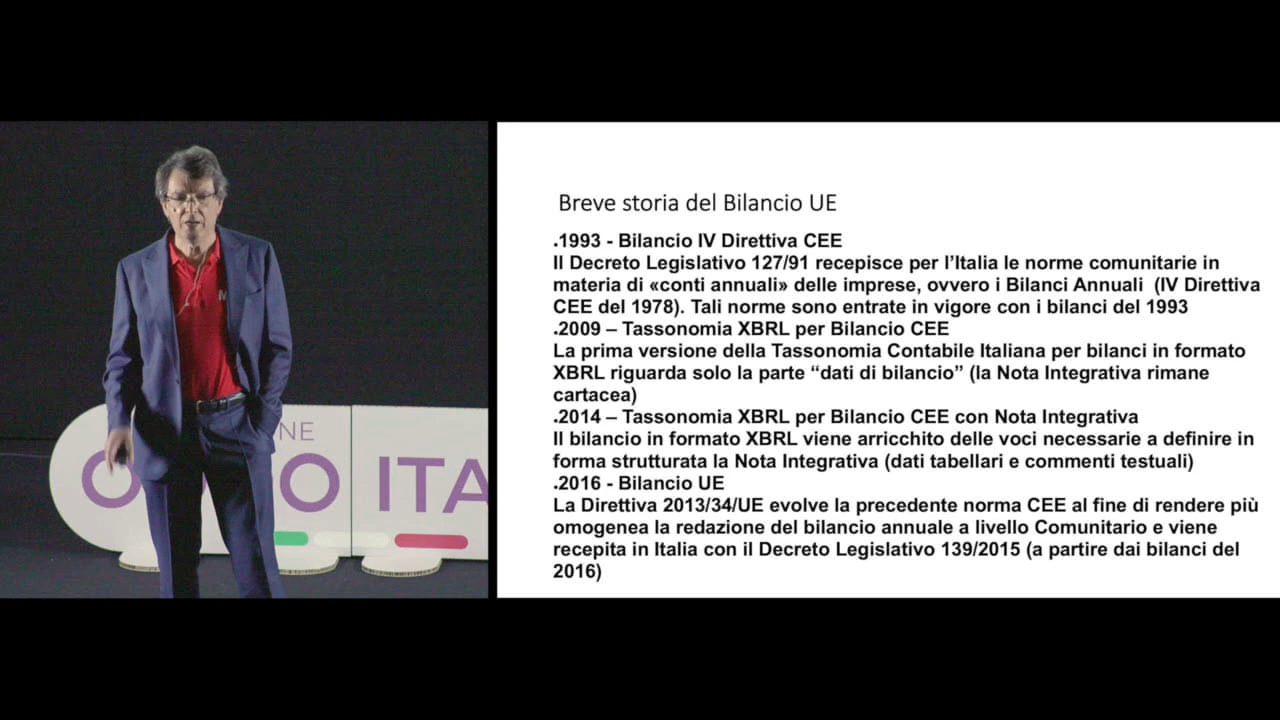 NE
O O ITA
Breve storia del Bilancio UE
.1993 - Bilancio IV Direttiva CEE
Il Decreto Legislativo 127/91 recepisce per l’Italia le norme comunitarie in
materia di «conti annuali» delle imprese, ovvero i Bilanci Annuali (IV Direttiva
CEE del 1978). Tali norme sono entrate in vigore con i bilanci del 1993
.2009 – Tassonomia XBRL per Bilancio CEE
La prima versione della Tassonomia Contabile Italiana per bilanci in formato
XBRL riguarda solo la parte “dati di bilancio” (la Nota Integrativa rimane
cartacea)
.2014 – Tassonomia XBRL per Bilancio CEE con Nota Integrativa
Il bilancio in formato XBRL viene arricchito delle voci necessarie a definire in
forma strutturata la Nota Integrativa (dati tabellari e commenti testuali)
.2016 - Bilancio UE
La Direttiva 2013/34/UE evolve la precedente norma CEE al fine di rendere più
omogenea la redazione del bilancio annuale a livello Comunitario e viene
recepita in Italia con il Decreto Legislativo 139/2015 (a partire dai bilanci del
2016)